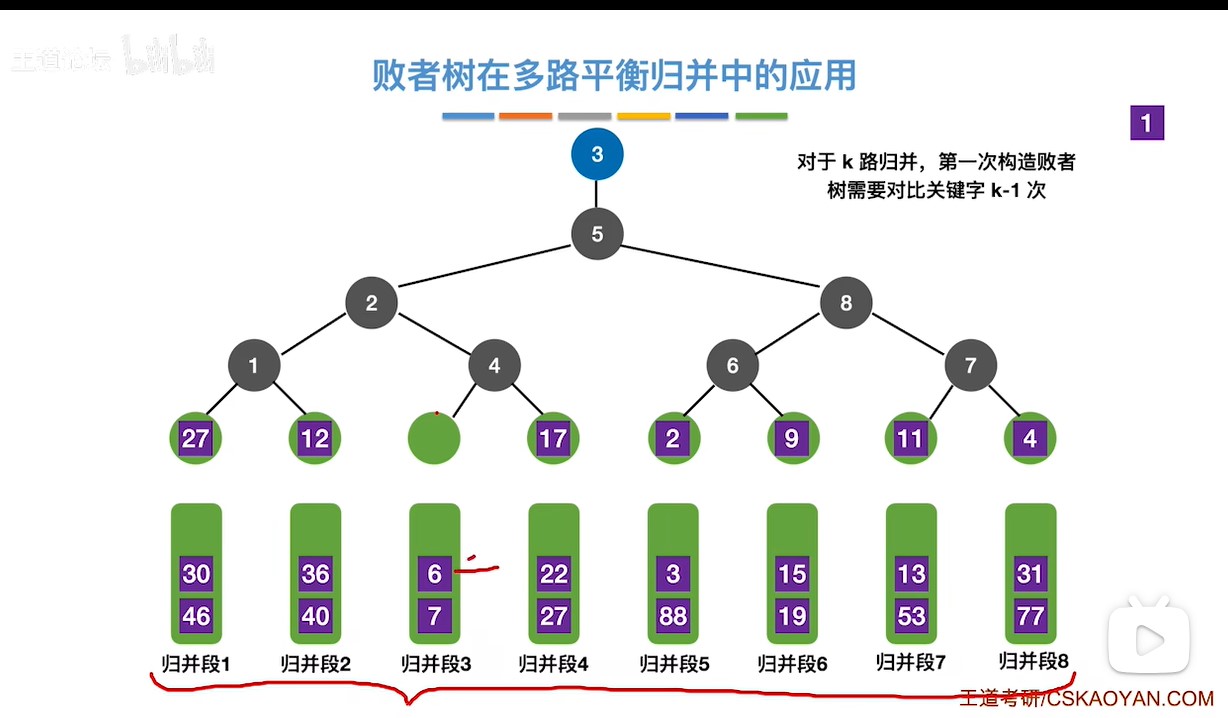 王道论坛 bilibili
败者树在多路平衡归并中的应用
1
3
对于 k 路归并，第一次构造败者
树需要对比关键字 k-1 次
5
2 8
1 4 6 7
27 12 17 2 9 11 4
30 36 6 22 3 15 13 31
46 40 7 27 88 19 53 77
归并段1 归并段2 归并段3 归并段4 归并段5 归并段6 归并段7 归并段8
王道考研/CSKAOYAN.COM